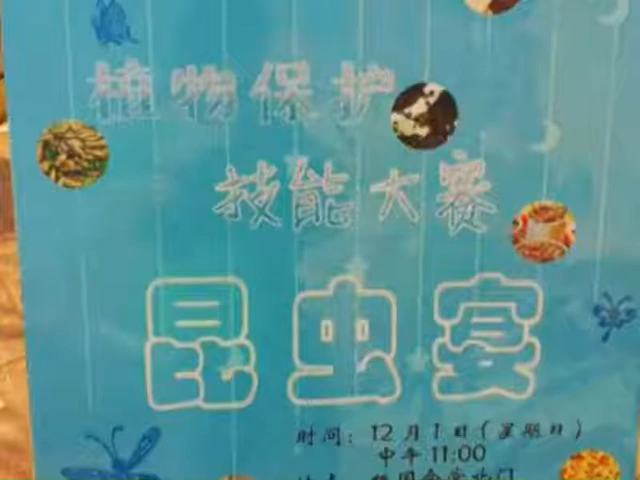 植物保护
技能大赛
昆虫宴
时间：12月1日（星期日）
中午11:00